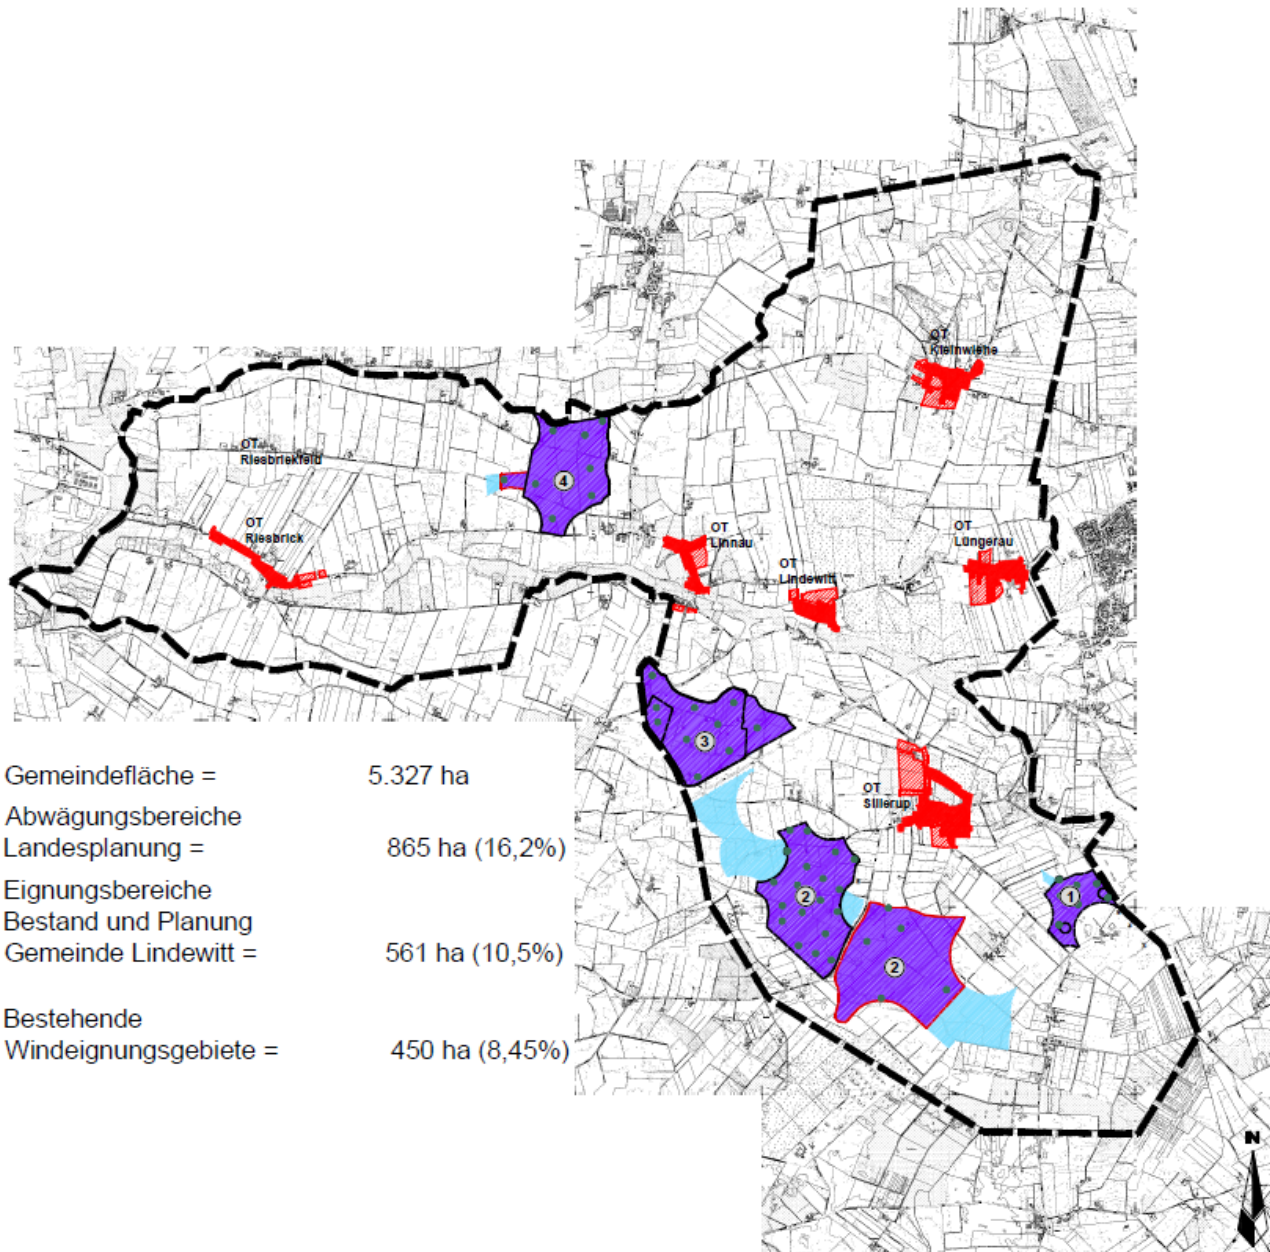 OT
Kleinwiehe
OT
Riesbriekfeld
4
OT
Riesbrick
OT
Linnau
OT
Lüngerau
OT
Lindewitt
3
Gemeindefläche = 5.327 ha
OT
Sillerup
Abwägungsbereiche
Landesplanung = 865 ha (16,2%)
Eignungsbereiche
Bestand und Planung
Gemeinde Lindewitt = 561 ha (10,5%)
2
1
2
Bestehende
Windeignungsgebiete = 450 ha (8,45%)
N